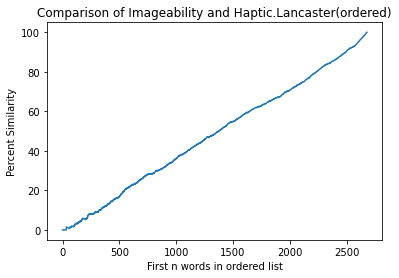 Comparison of Imageability and Haptic.Lancaster(ordered)
100
80
60
40
20
0
Percent Similarity
0 500 1000 1500 2000 2500
First n words in ordered list